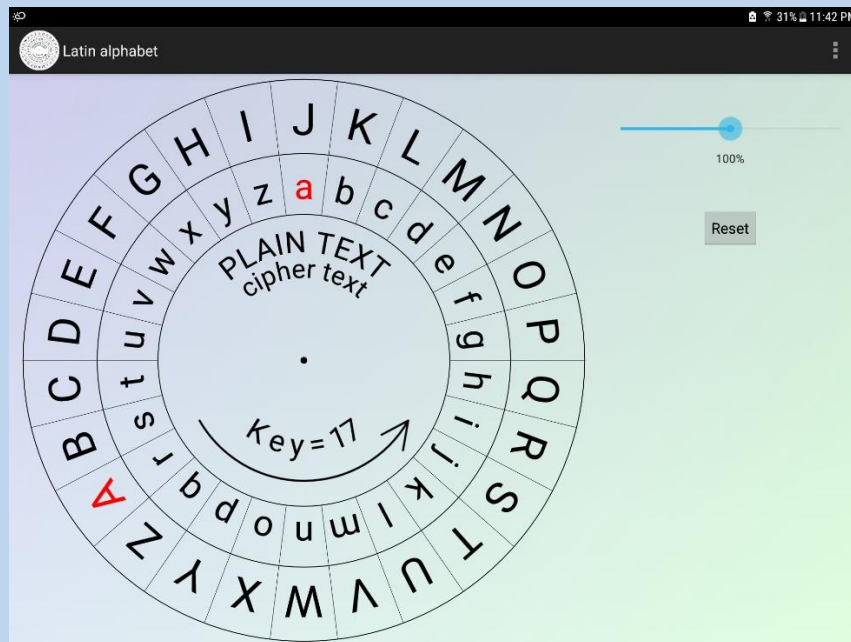 31% 11:42 PM
Latin alphabet
J K L M N O P Q R S T U V W X Y Z A B C D E F G H I
a b c d e f g h i j k l m n o p q r s t u v w x y z
PLAIN TEXT
cipher text
Key=17
100%
Reset